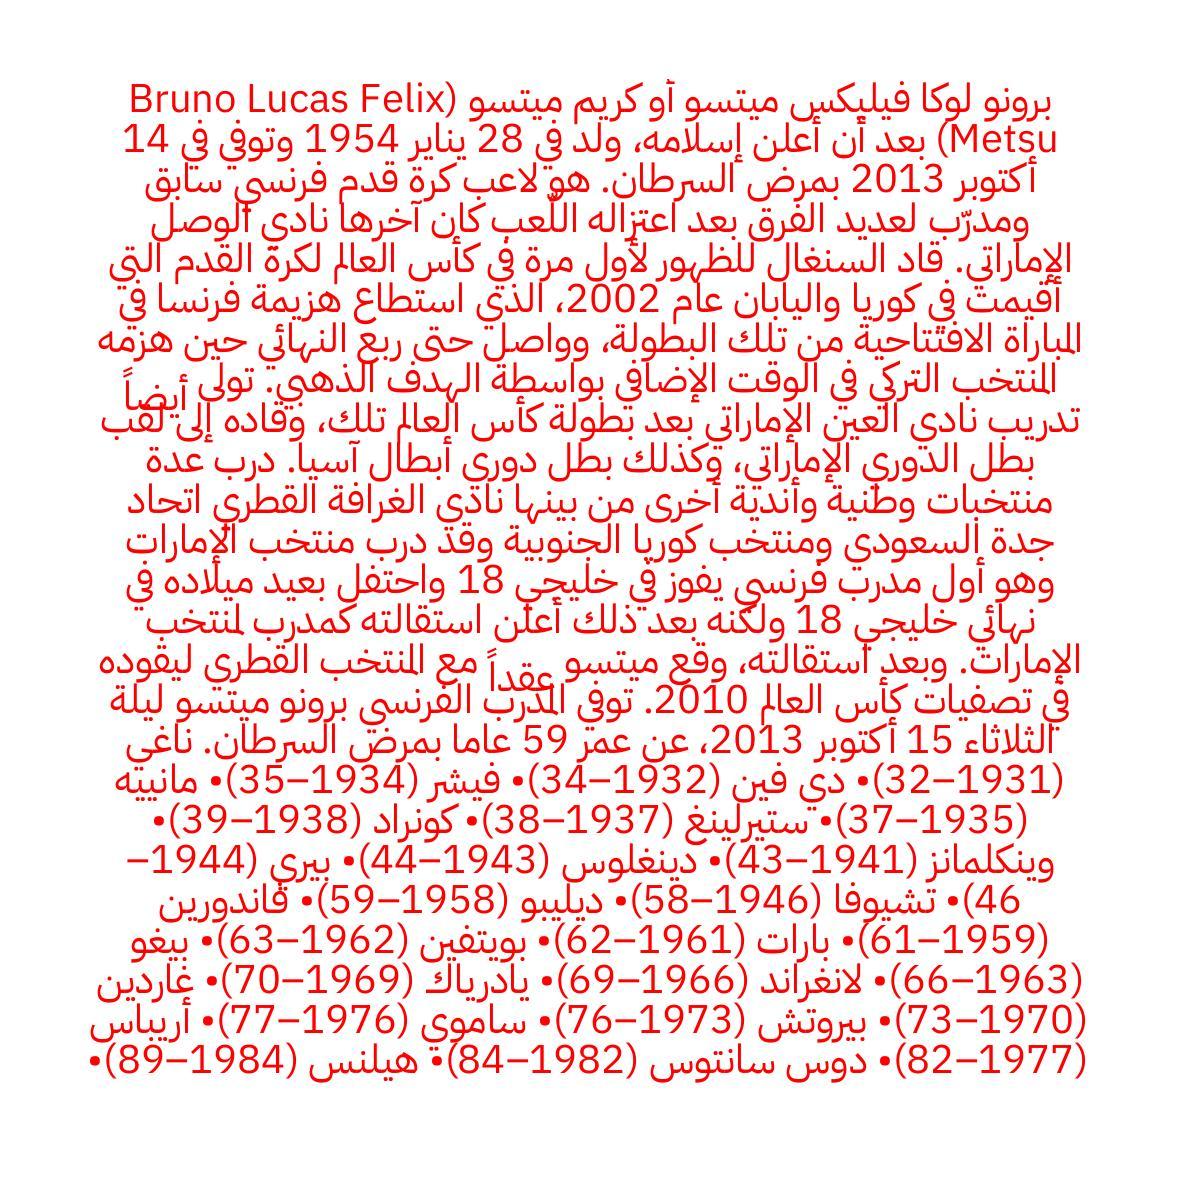 برونو لوكا فيليكس ميتسو أو كريم ميتسو (Bruno Lucas Felix
Metsu) بعد أن أعلن إسلامه، ولد في 28 يناير 1954 وتوفي في 14
أكتوبر 2013 بمرض السرطان. هو لاعب كرة قدم فرنسي سابق
ومدرّب لعديد الفرق بعد اعتزاله اللّعب كان آخرها نادي الوصل
الإماراتي. قاد السنغال للظهور لأول مرة في كأس العالم لكرة القدم التي
أقيمت في كوريا واليابان عام 2002، الذي استطاع هزيمة فرنسا في
المباراة الافتتاحية من تلك البطولة، وواصل حتى ربع النهائي حين هزمه
المنتخب التركي في الوقت الإضافي بواسطة الهدف الذهبي. تولى أيضاً
تدريب نادي العين الإماراتي بعد بطولة كأس العالم تلك، وقاده إلى لقب
بطل الدوري الإماراتي، وكذلك بطل دوري أبطال آسيا. درب عدة
منتخبات وطنية وأندية أخرى من بينها نادي الغرافة القطري اتحاد
جدة السعودي ومنتخب كوريا الجنوبية وقد درب منتخب الإمارات
وهو أول مدرب فرنسي يفوز في خليجي 18 واحتفل بعيد ميلاده في
نهائي خليجي 18 ولكنه بعد ذلك أعلن استقالته كمدرب لمنتخب
الإمارات. وبعد استقالته، وقع ميتسو عقداً مع المنتخب القطري ليقوده
في تصفيات كأس العالم 2010. توفي المدرب الفرنسي برونو ميتسو ليلة
الثلاثاء 15 أكتوبر 2013، عن عمر 59 عاما بمرض السرطان. ناغي
(1931–32)• دي فين (1932–34)• فيشر (1934–35)• مانييه
(1935–37)• ستيرلينغ (1937–38)• كونراد (1938–39)•
وينكلمانز (1941–43)• دينغلوس (1943–44)• بيري (1944–
46)• تشيوفا (1946–58)• ديليبو (1958–59)• فاندورين
(1959–61)• بارات (1961–62)• بويتفين (1962–63)• بيغو
(1963–66)• لانغراند (1966–69)• يادرياك (1969–70)• غاردين
(1970–73)• بيروتش (1973–76)• ساموي (1976–77)• أريباس
(1977–82)• دوس سانتوس (1982–84)• هيلنس (1984–89)•